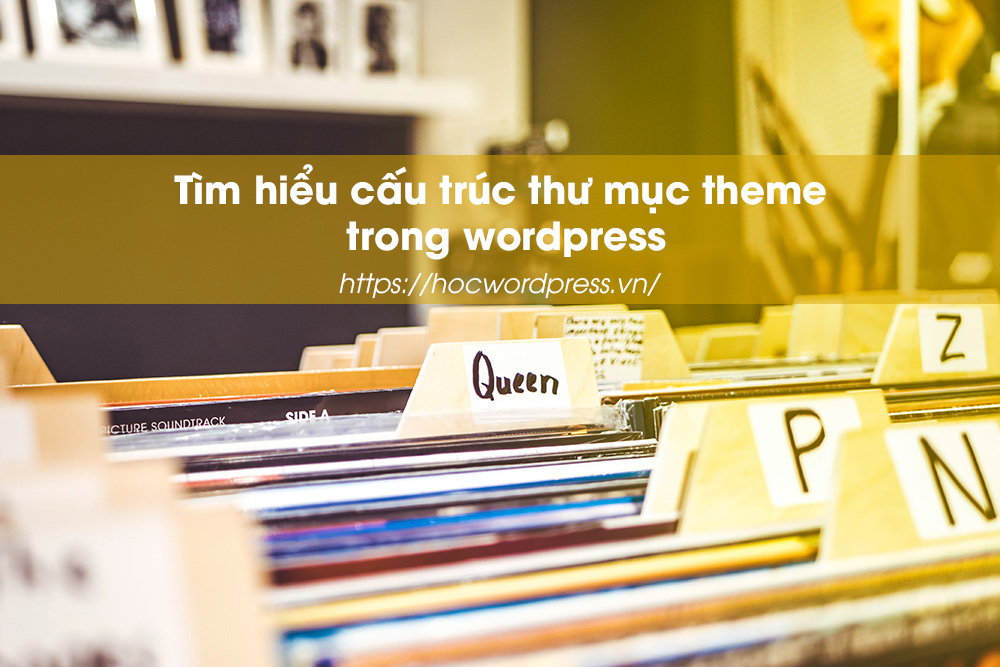 Tìm hiểu cấu trúc thư mục theme
trong wordpress
https://hocwordpress.vn/
Z
Queen
PICTURE SOUNDTRACK
SIDE A
P
N